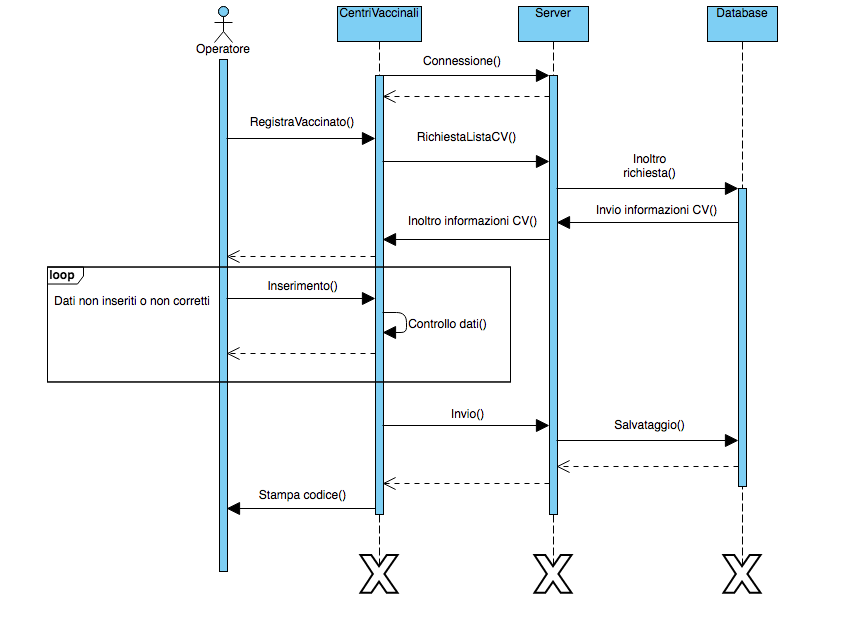 CentriVaccinali
Server
Database
Operatore
Connessione()
RegistraVaccinato()
RichiestaListaCV()
Inoltro
richiesta()
Invio informazioni CV()
Inoltro informazioni CV()
loop
Dati non inseriti o non corretti
Inserimento()
Controllo dati()
Invio()
Salvataggio()
Stampa codice()